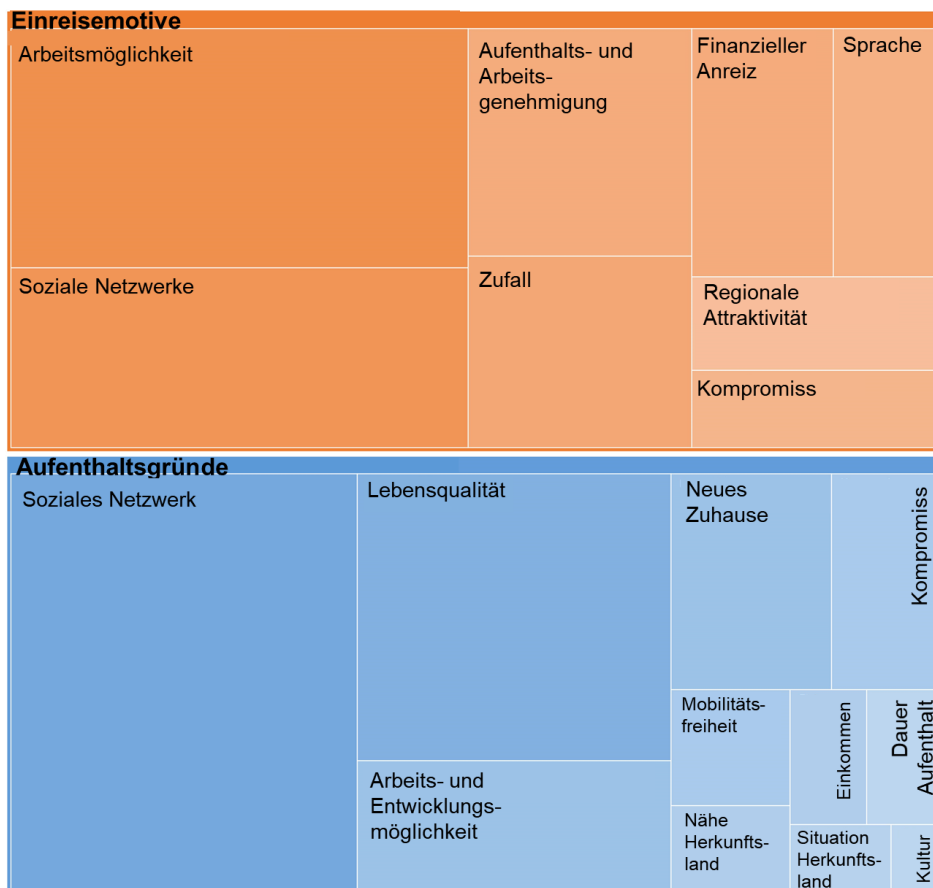 Einreisemotive
Arbeitsmöglichkeit
Aufenthalts- und
Arbeits-
genehmigung
Finanzieller
Anreiz
Sprache
Soziale Netzwerke
Zufall
Regionale
Attraktivität
Kompromiss
Aufenthaltsgründe
Soziales Netzwerk
Lebensqualität
Neues
Zuhause
Kompromiss
Arbeits- und
Entwicklungs-
möglichkeit
Mobilitäts-
freiheit
Einkommen
Dauer
Aufenthalt
Nähe
Herkunfts-
land
Situation
Herkunfts-
land
Kultur